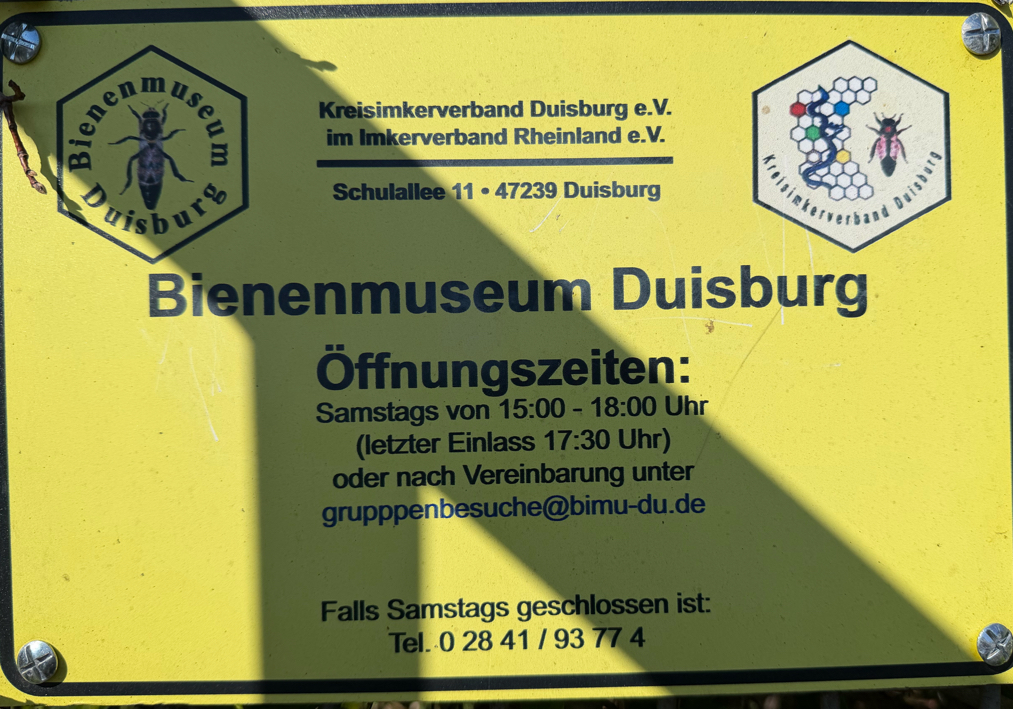 Bienenmuseum
Duisburg
Kreisimkerverband Duisburg e.V.
im Imkerverband Rheinland e.V.
Schulallee 11 • 47239 Duisburg
Kreisimkerverband Duisburg
Bienenmuseum Duisburg
Öffnungszeiten:
Samstags von 15:00 - 18:00 Uhr
(letzter Einlass 17:30 Uhr)
oder nach Vereinbarung unter
grupppenbesuche@bimu-du.de
Falls Samstags geschlossen ist:
Tel. 0 28 41 / 93 77 4